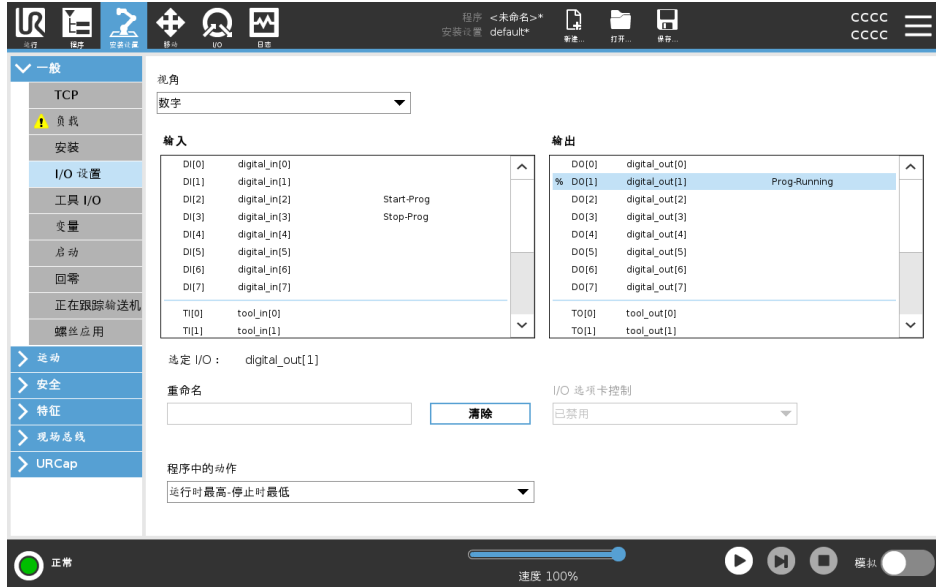 程序 <未命名>*
安装设置 default*
运行 程序 安装设置 移动 I/O 日志
新建... 打开... 保存...
CCCC
CCCC
一般
TCP
负载
安装
I/O 设置
工具 I/O
变量
启动
回零
正在跟踪输送机
螺丝应用
运动
安全
特征
现场总线
URCap
视角
数字
输入
DI[0] digital_in[0]
DI[1] digital_in[1]
DI[2] digital_in[2] Start-Prog
DI[3] digital_in[3] Stop-Prog
DI[4] digital_in[4]
DI[5] digital_in[5]
DI[6] digital_in[6]
DI[7] digital_in[7]
TI[0] tool_in[0]
TI[1] tool_in[1]
输出
DO[0] digital_out[0]
% DO[1] digital_out[1] Prog-Running
DO[2] digital_out[2]
DO[3] digital_out[3]
DO[4] digital_out[4]
DO[5] digital_out[5]
DO[6] digital_out[6]
DO[7] digital_out[7]
TO[0] tool_out[0]
TO[1] tool_out[1]
选定 I/O： digital_out[1]
重命名
清除
I/O 选项卡控制
已禁用
程序中的动作
运行时最高-停止时最低
正常
速度 100%
模拟